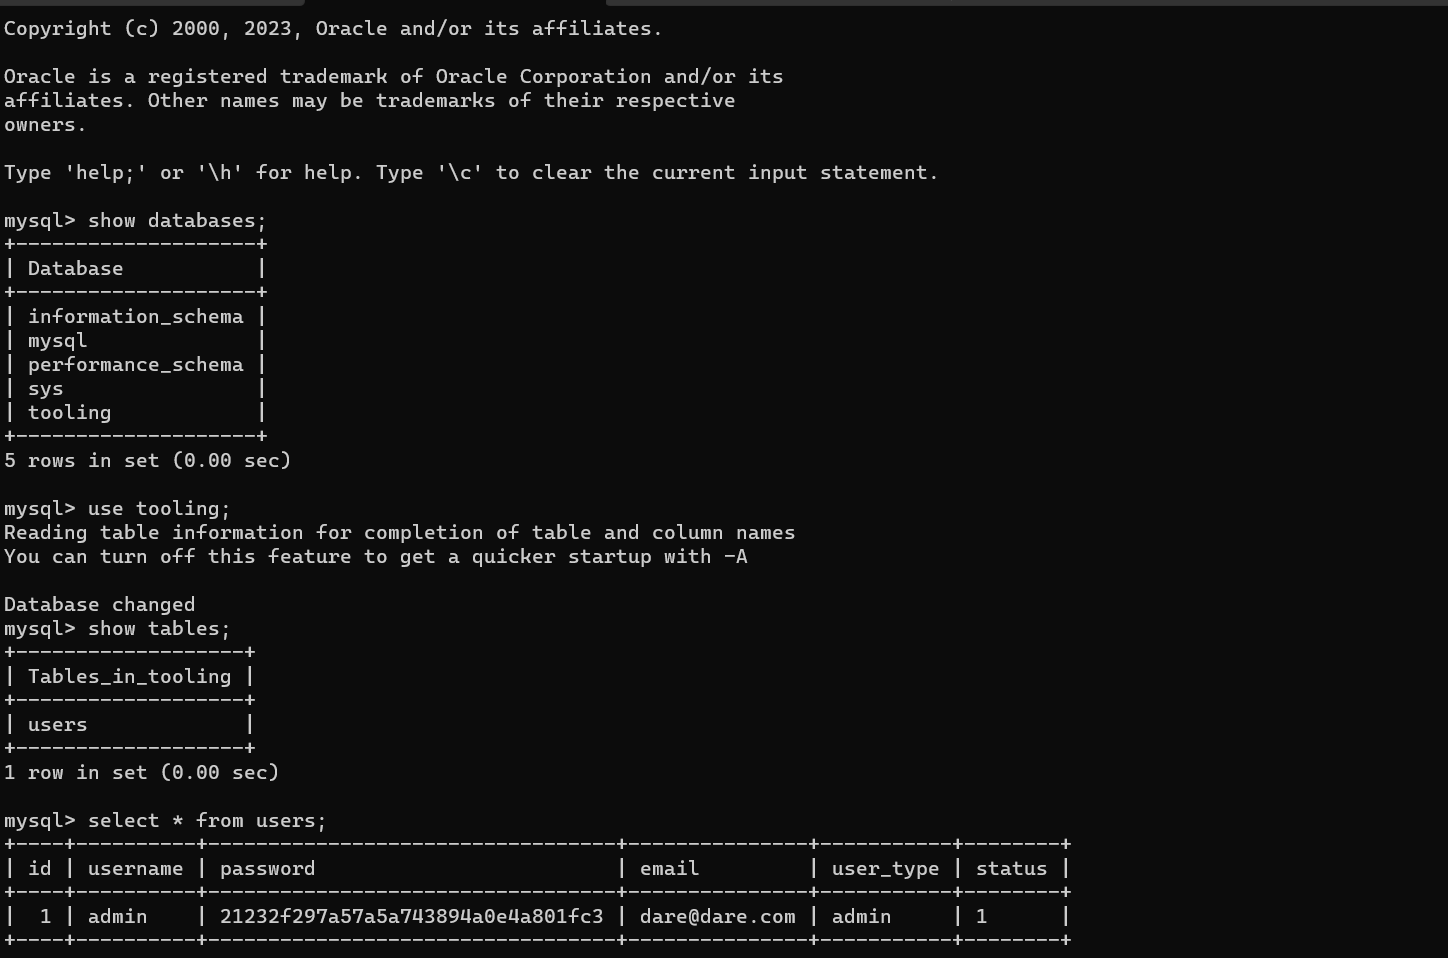 Copyright (c) 2000, 2023, Oracle and/or its affiliates.
Oracle is a registered trademark of Oracle Corporation and/or its
affiliates. Other names may be trademarks of their respective
owners.
Type 'help;' or '\h' for help. Type '\c' to clear the current input statement.
mysql> show databases;
+--------------------+
| Database           |
+--------------------+
| information_schema |
| mysql              |
| performance_schema |
| sys                |
| tooling            |
+--------------------+
5 rows in set (0.00 sec)
mysql> use tooling;
Reading table information for completion of table and column names
You can turn off this feature to get a quicker startup with -A
Database changed
mysql> show tables;
+-------------------+
| Tables_in_tooling |
+-------------------+
| users             |
+-------------------+
1 row in set (0.00 sec)
mysql> select * from users;
+----+----------+----------------------------------+---------------+-----------+--------+
| id | username | password                         | email         | user_type | status |
+----+----------+----------------------------------+---------------+-----------+--------+
|  1 | admin    | 21232f297a57a5a743894a0e4a801fc3 | dare@dare.com | admin     | 1      |
+----+----------+----------------------------------+---------------+-----------+--------+